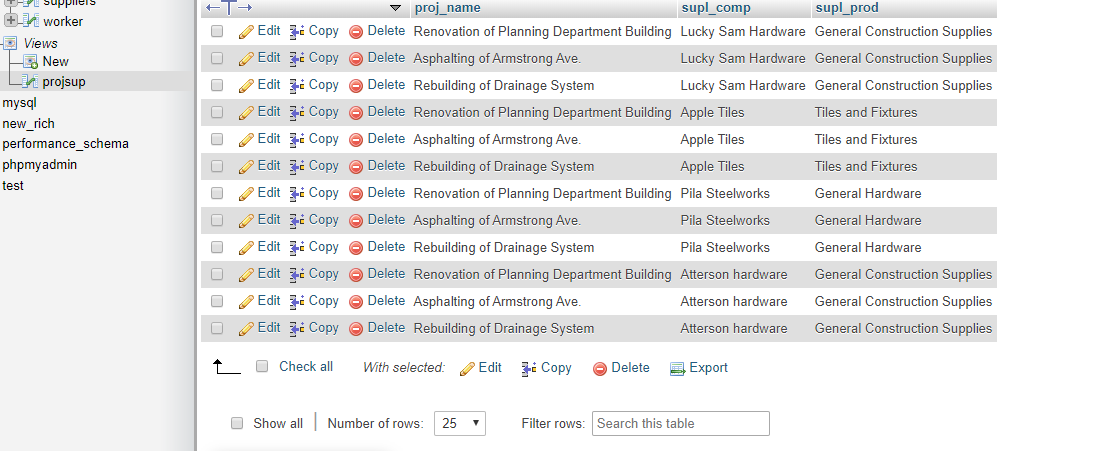 suppliers
worker
Views
New
projsup
mysql
new_rich
performance_schema
phpmyadmin
test
proj_name supl_comp supl_prod
Edit Copy Delete Renovation of Planning Department Building Lucky Sam Hardware General Construction Supplies
Edit Copy Delete Asphalting of Armstrong Ave. Lucky Sam Hardware General Construction Supplies
Edit Copy Delete Rebuilding of Drainage System Lucky Sam Hardware General Construction Supplies
Edit Copy Delete Renovation of Planning Department Building Apple Tiles Tiles and Fixtures
Edit Copy Delete Asphalting of Armstrong Ave. Apple Tiles Tiles and Fixtures
Edit Copy Delete Rebuilding of Drainage System Apple Tiles Tiles and Fixtures
Edit Copy Delete Renovation of Planning Department Building Pila Steelworks General Hardware
Edit Copy Delete Asphalting of Armstrong Ave. Pila Steelworks General Hardware
Edit Copy Delete Rebuilding of Drainage System Pila Steelworks General Hardware
Edit Copy Delete Renovation of Planning Department Building Atterson hardware General Construction Supplies
Edit Copy Delete Asphalting of Armstrong Ave. Atterson hardware General Construction Supplies
Edit Copy Delete Rebuilding of Drainage System Atterson hardware General Construction Supplies
Check all With selected: Edit Copy Delete Export
Show all Number of rows: 25 Filter rows: Search this table